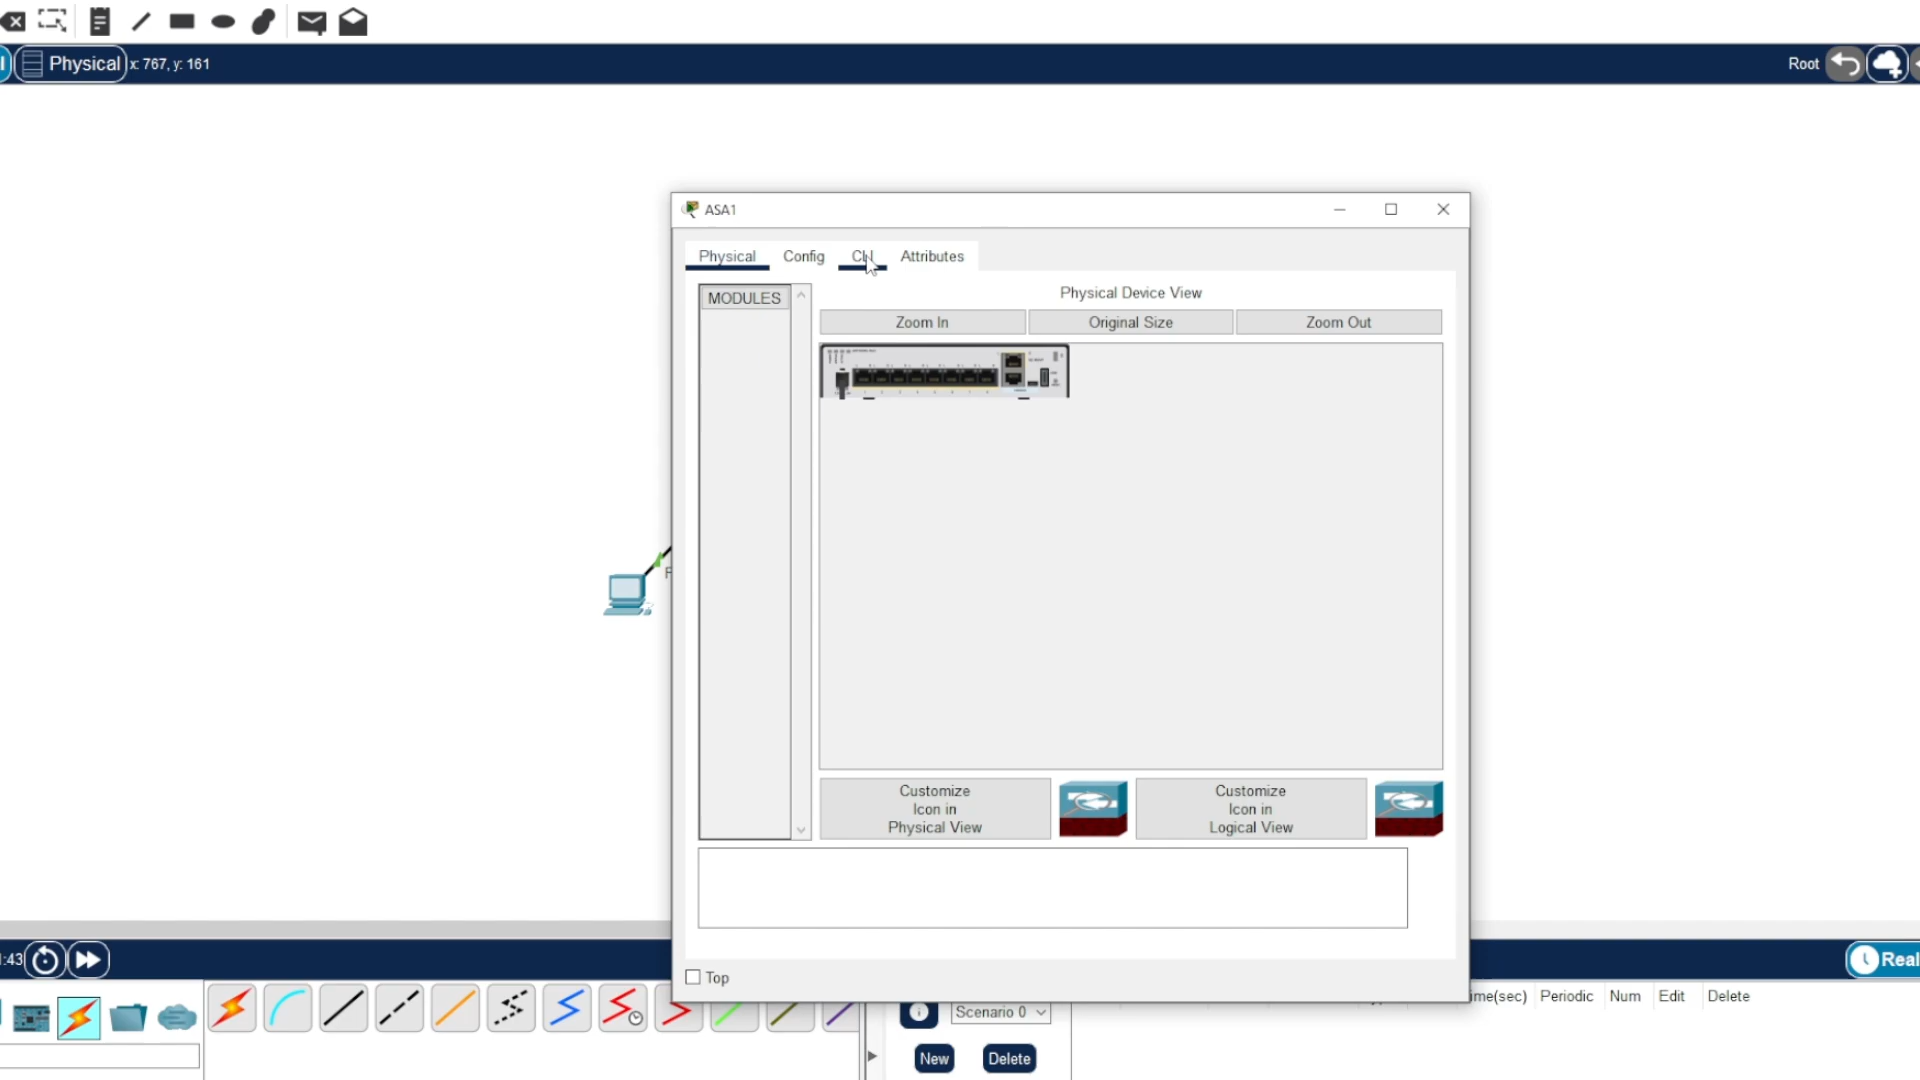 Physical x: 767, y: 161
Root
ASA1
Physical Config CLI Attributes
MODULES
Physical Device View
Zoom In Original Size Zoom Out
Customize
Icon in
Physical View
Customize
Icon in
Logical View
:43
Real
Top
ime(sec) Periodic Num Edit Delete
Scenario 0
New Delete